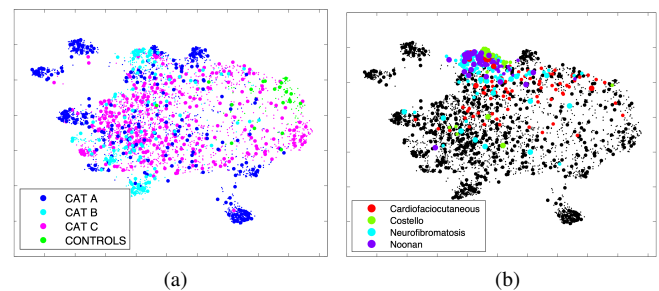 CAT A
CAT B
CAT C
CONTROLS
(a)
Cardiofaciocutaneous
Costello
Neurofibromatosis
Noonan
(b)